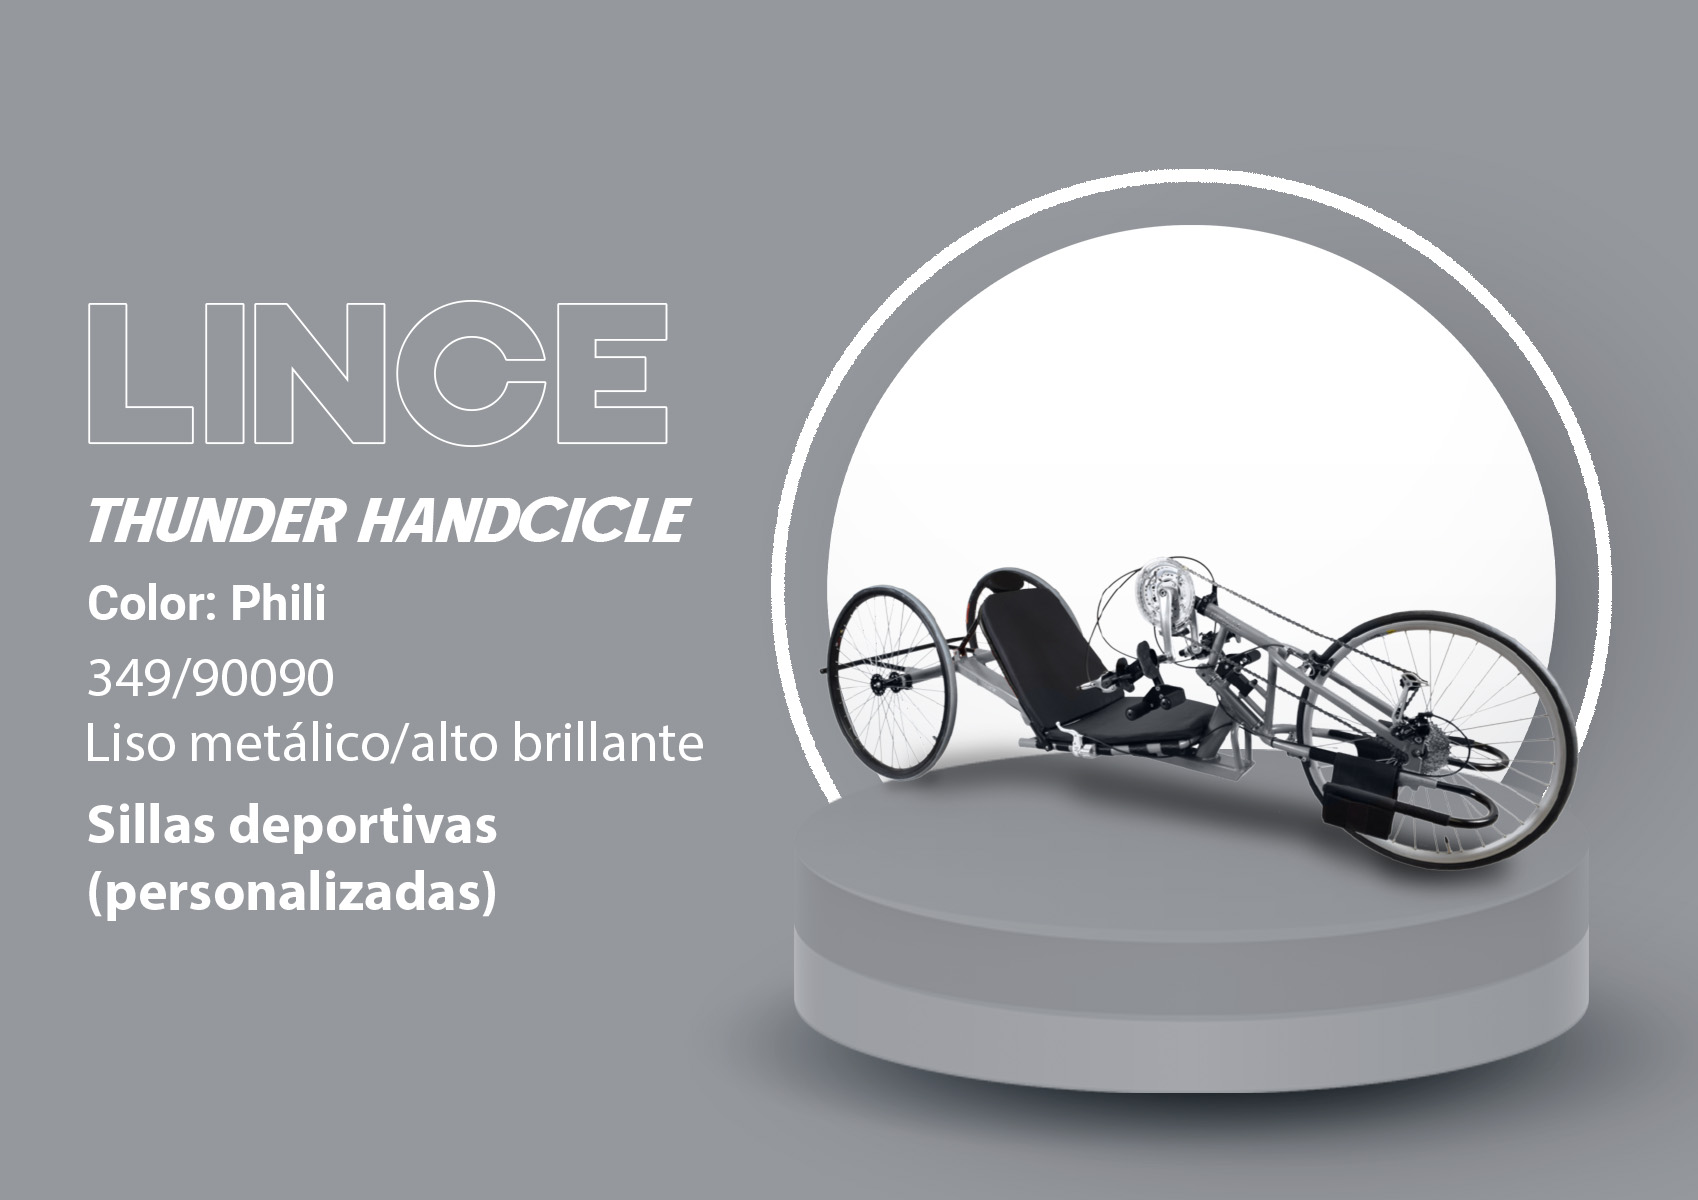 LINCE
THUNDER HANDCICLE
Color: Phili
349/90090
Liso metálico/alto brillante
Sillas deportivas
(personalizadas)